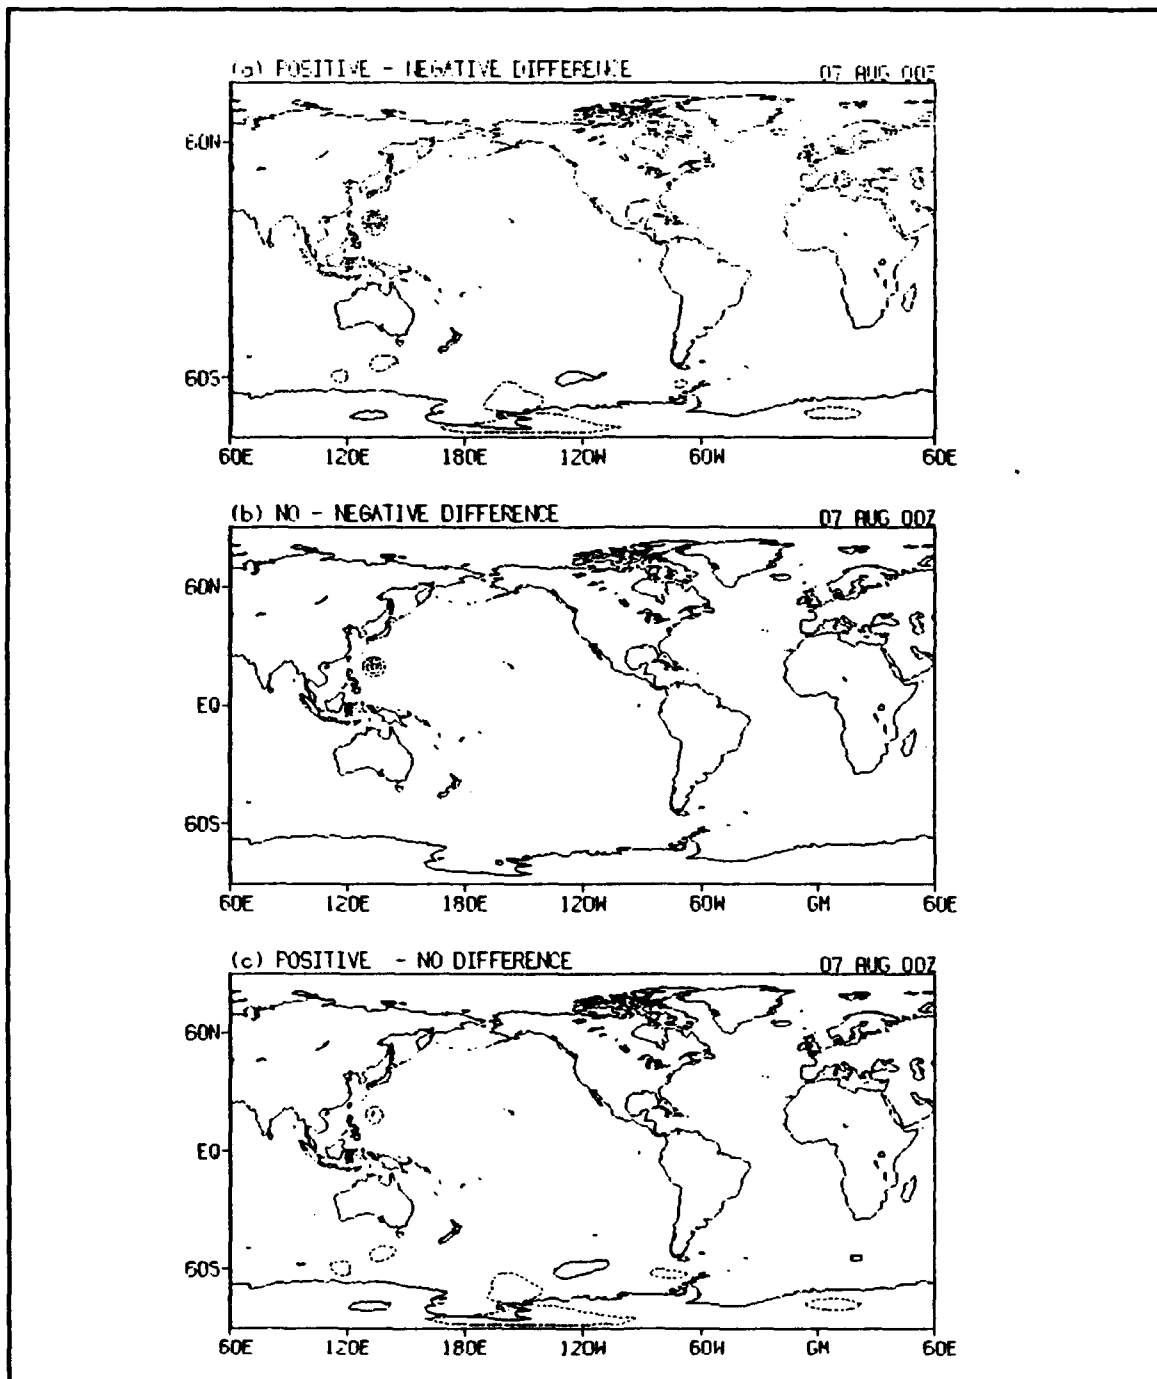 (a) POSITIVE - NEGATIVE DIFFERENCE 07 AUG 00Z
60N
60S
60E 120E 180E 120W 60W 60E
(b) NO - NEGATIVE DIFFERENCE 07 AUG 00Z
60N
EQ
60S
60E 120E 180E 120W 60W GM 60E
(c) POSITIVE - NO DIFFERENCE 07 AUG 00Z
60N
EQ
60S
60E 120E 180E 120W 60W GM 60E